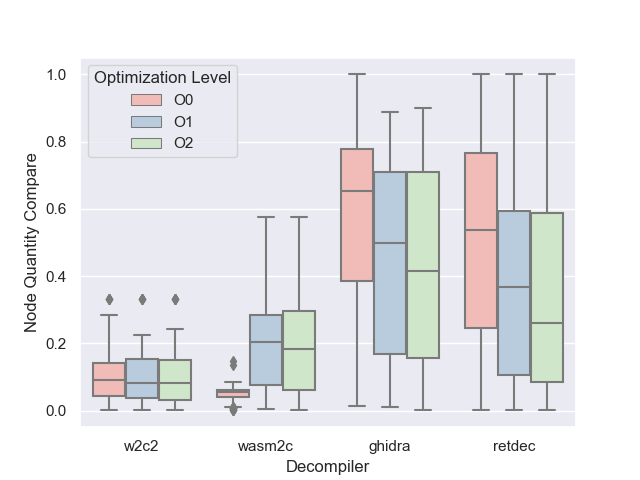 Optimization Level
O0
O1
O2
Node Quantity Compare
1.0
0.8
0.6
0.4
0.2
0.0
w2c2 wasm2c ghidra retdec
Decompiler